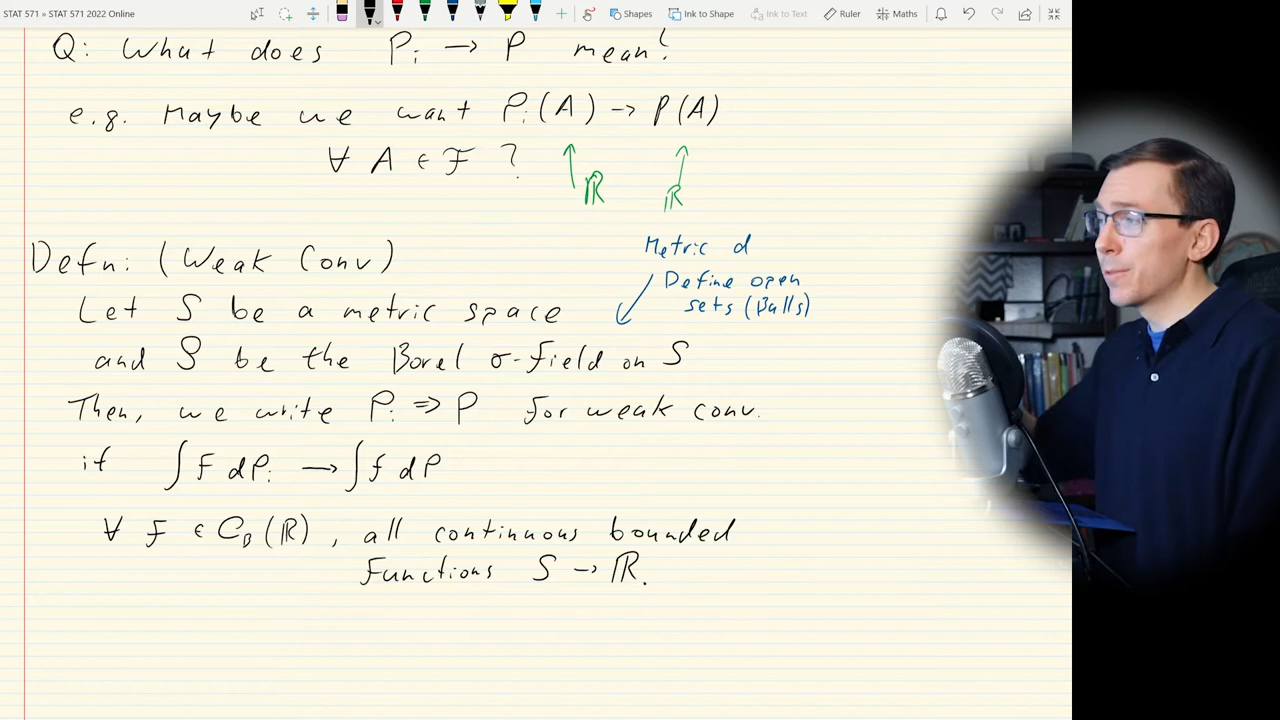 STAT 571 » STAT 571 2022 Online
Shapes
Ink to Shape
Ink to Text
Ruler
Maths
Q: What does Pᵢ → P mean?
e.g. Maybe we want Pᵢ(A) → P(A)
∀ A ∈ F ?
ℝ ℝ
Metric d
Define open
sets (Balls)
Defn: (Weak Conv)
Let S be a metric space
and S be the Borel σ-field on S
Then, we write Pᵢ ⇒ P for weak conv.
if ∫ f dPᵢ → ∫ f dP
∀ f ∈ C_B(ℝ), all continuous bounded
functions S → ℝ.